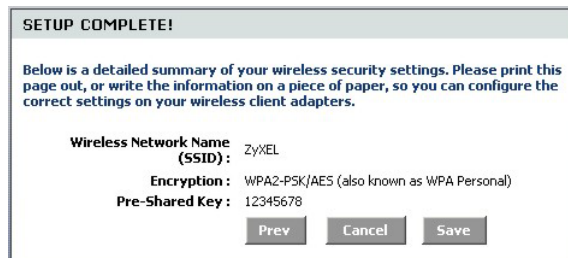 SETUP COMPLETE!
Below is a detailed summary of your wireless security settings. Please print this
page out, or write the information on a piece of paper, so you can configure the
correct settings on your wireless client adapters.
Wireless Network Name
(SSID) : ZyXEL
Encryption : WPA2-PSK/AES (also known as WPA Personal)
Pre-Shared Key : 12345678
Prev Cancel Save